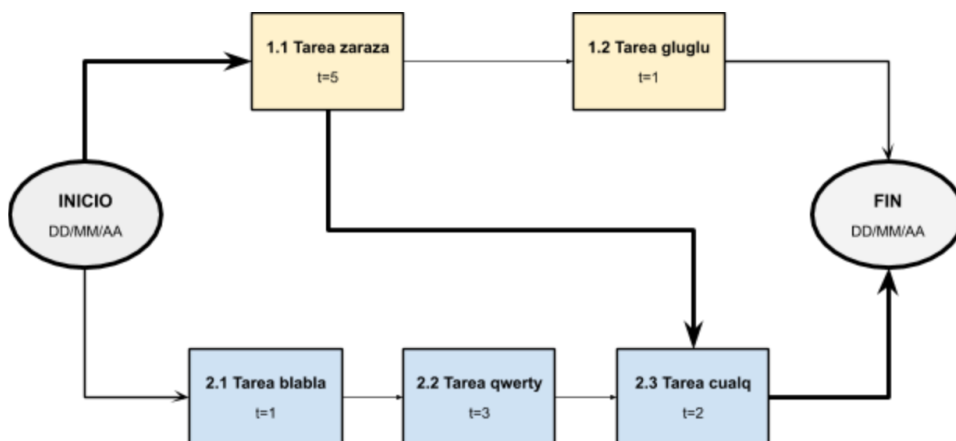 1.1 Tarea zaraza
t=5
1.2 Tarea gluglu
t=1
INICIO
DD/MM/AA
FIN
DD/MM/AA
2.1 Tarea blabla
t=1
2.2 Tarea qwerty
t=3
2.3 Tarea cualq
t=2